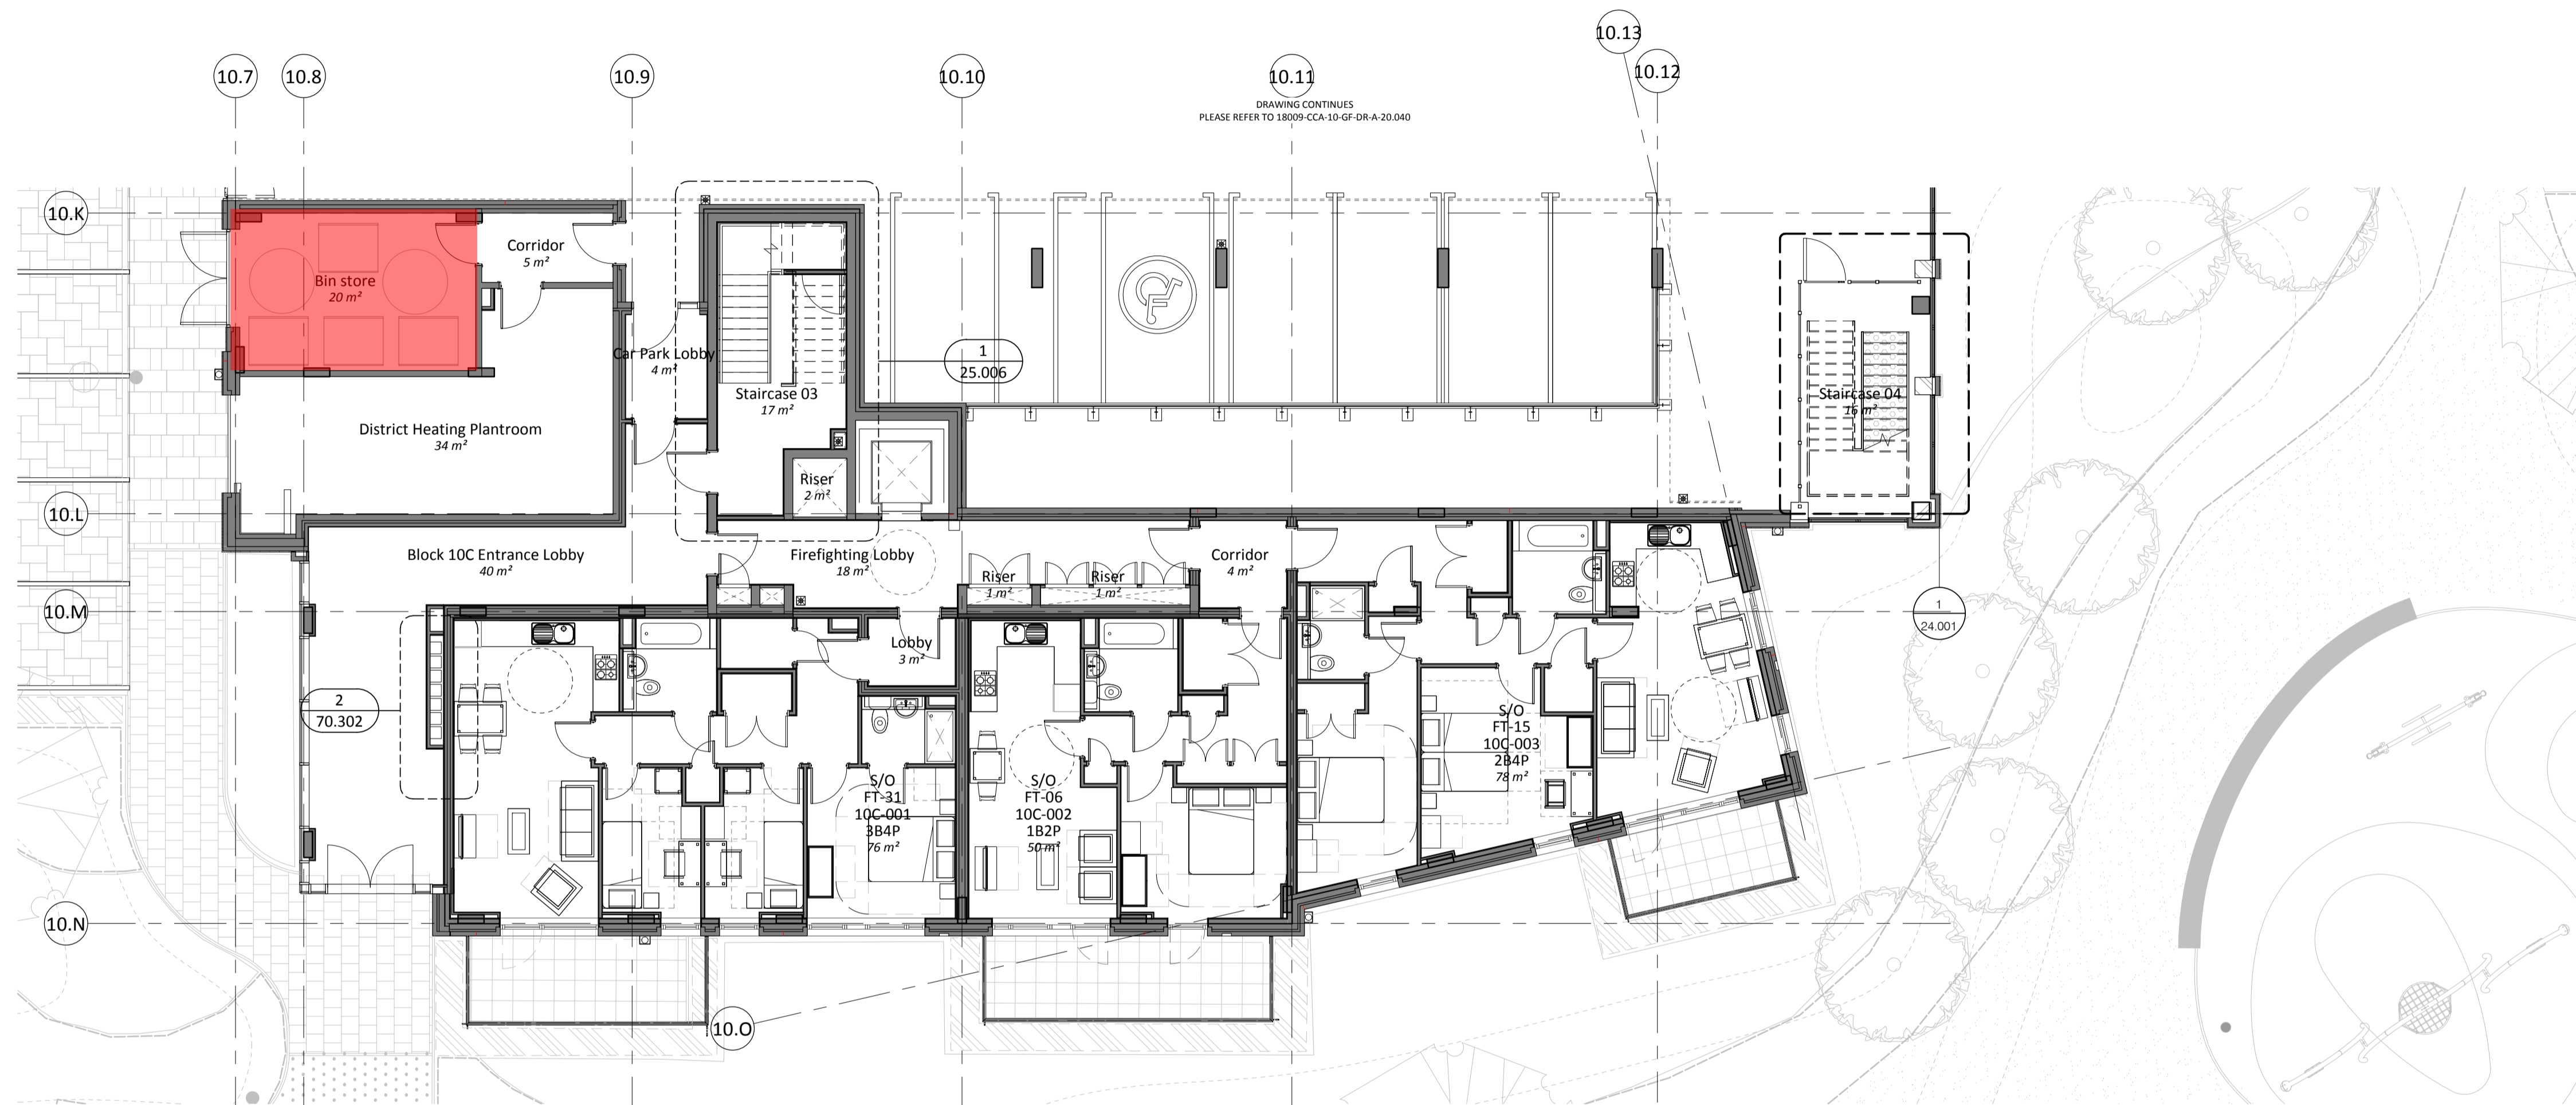 10.13
10.7
10.8
10.9
10.10
10.11
10.12
DRAWING CONTINUES
PLEASE REFER TO 18009-CCA-10-GF-DR-A-20.040
10.K
Corridor
5 m²
Bin store
20 m²
Car Park Lobby
4 m²
1
25.006
Staircase 03
17 m²
Staircase 04
16 m²
District Heating Plantroom
34 m²
Riser
2 m²
10.L
Block 10C Entrance Lobby
40 m²
Firefighting Lobby
18 m²
Corridor
4 m²
Riser
1 m²
Riser
1 m²
10.M
1
24.001
Lobby
3 m²
2
70.302
S/O
FT-15
10C-003
2B4P
78 m²
S/O
FT-31
10C-001
3B4P
76 m²
S/O
FT-06
10C-002
1B2P
50 m²
10.N
10.O